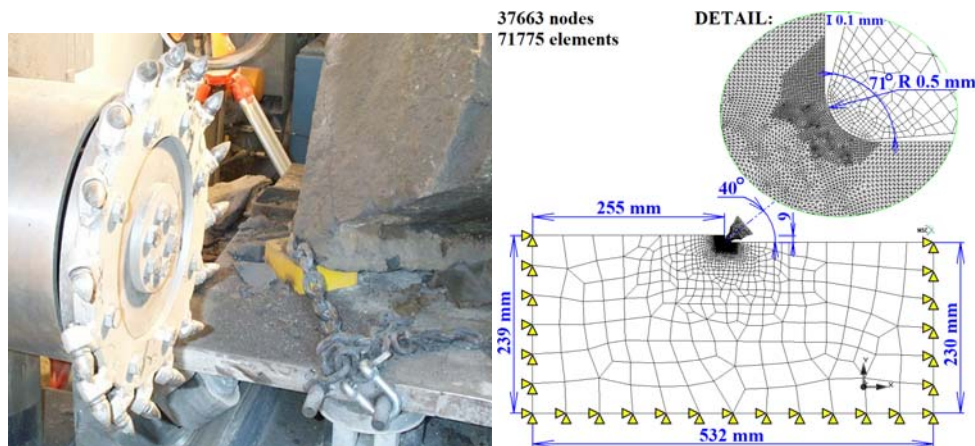 37663 nodes
71775 elements
DETAIL:
I 0.1 mm
71°
R 0.5 mm
40°
9
255 mm
239 mm
230 mm
Y
X
532 mm